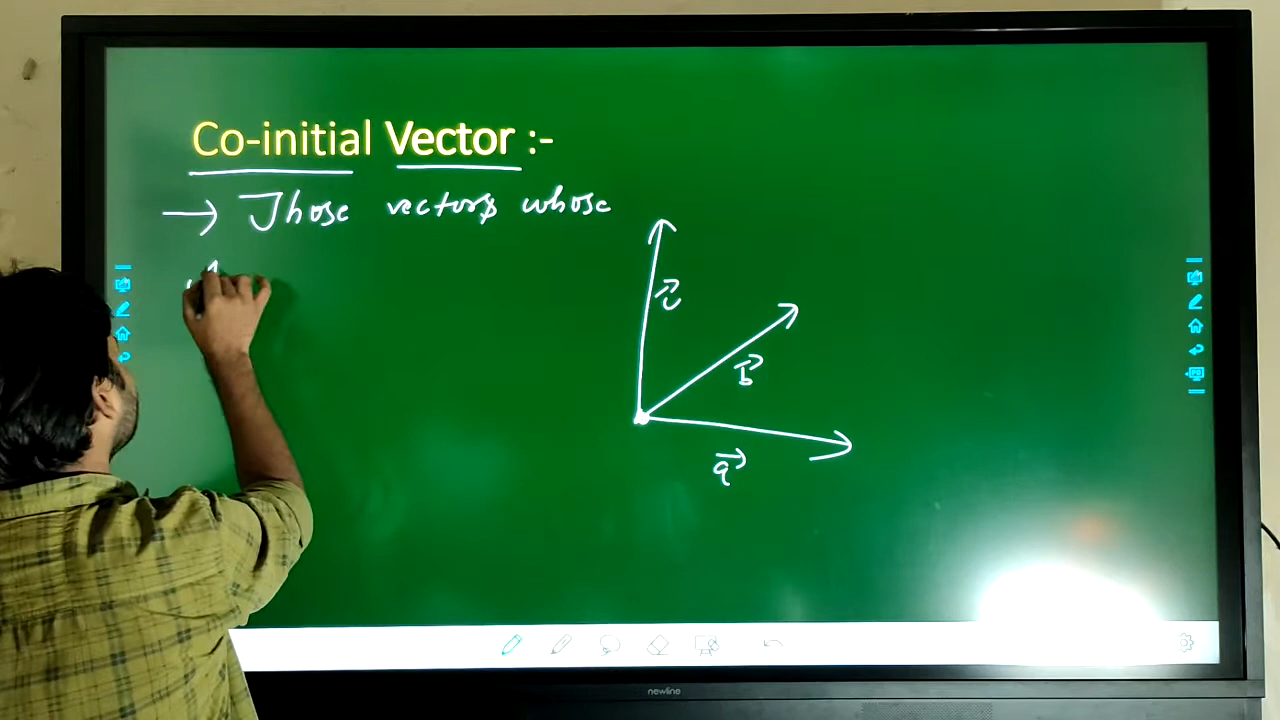 Co-initial Vector :-
→ Those vectors whose
c⃗
b⃗
a⃗
newline